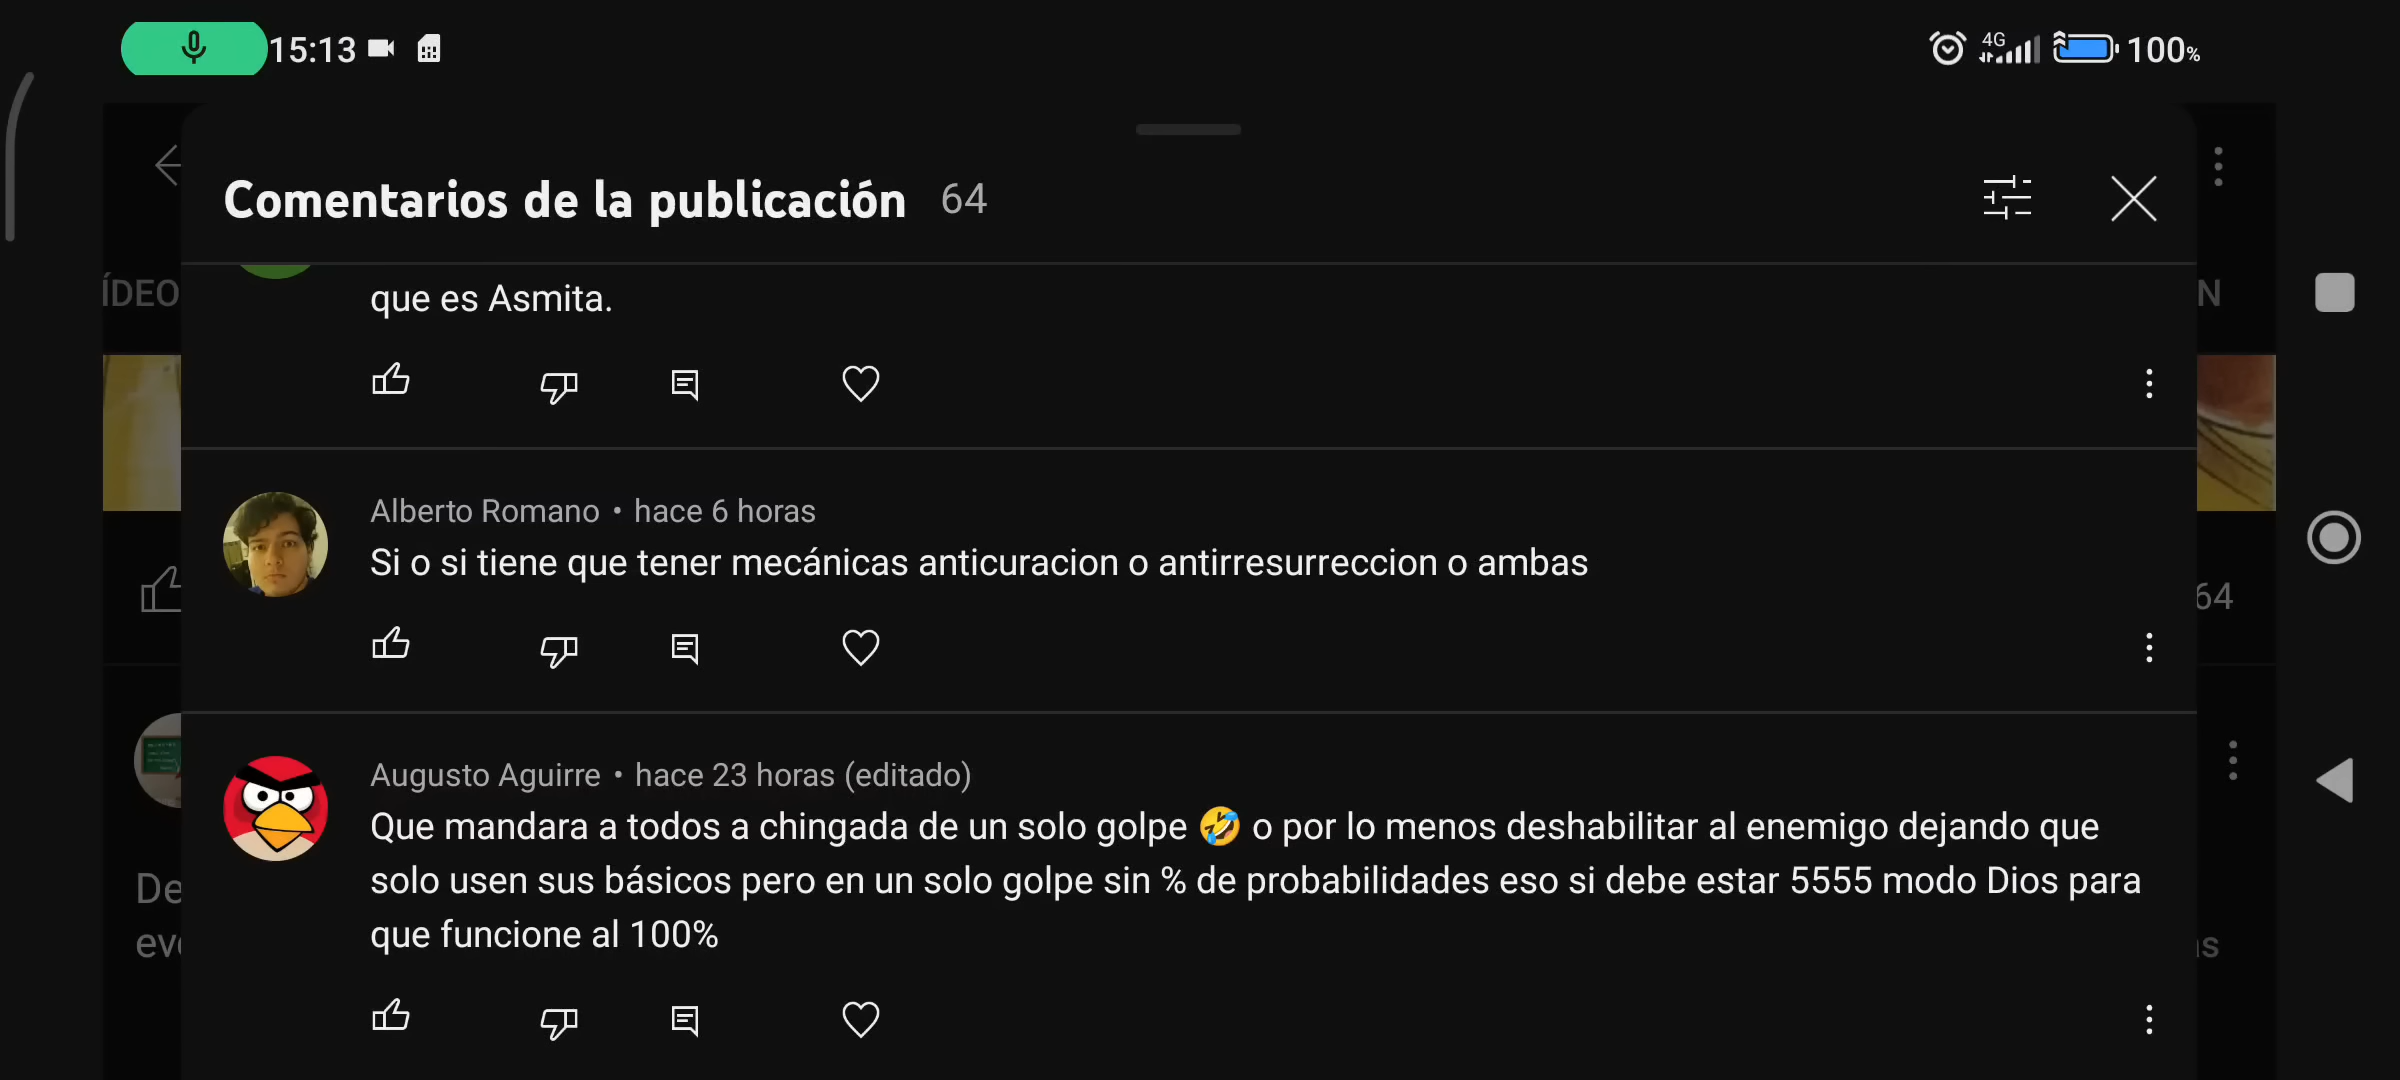 15:13
4G
100%
Comentarios de la publicación 64
ÍDEO
N
que es Asmita.
Alberto Romano • hace 6 horas
Si o si tiene que tener mecánicas anticuracion o antirresurreccion o ambas
64
Augusto Aguirre • hace 23 horas (editado)
Que mandara a todos a chingada de un solo golpe 🤣 o por lo menos deshabilitar al enemigo dejando que
solo usen sus básicos pero en un solo golpe sin % de probabilidades eso si debe estar 5555 modo Dios para
que funcione al 100%
De
eve
s